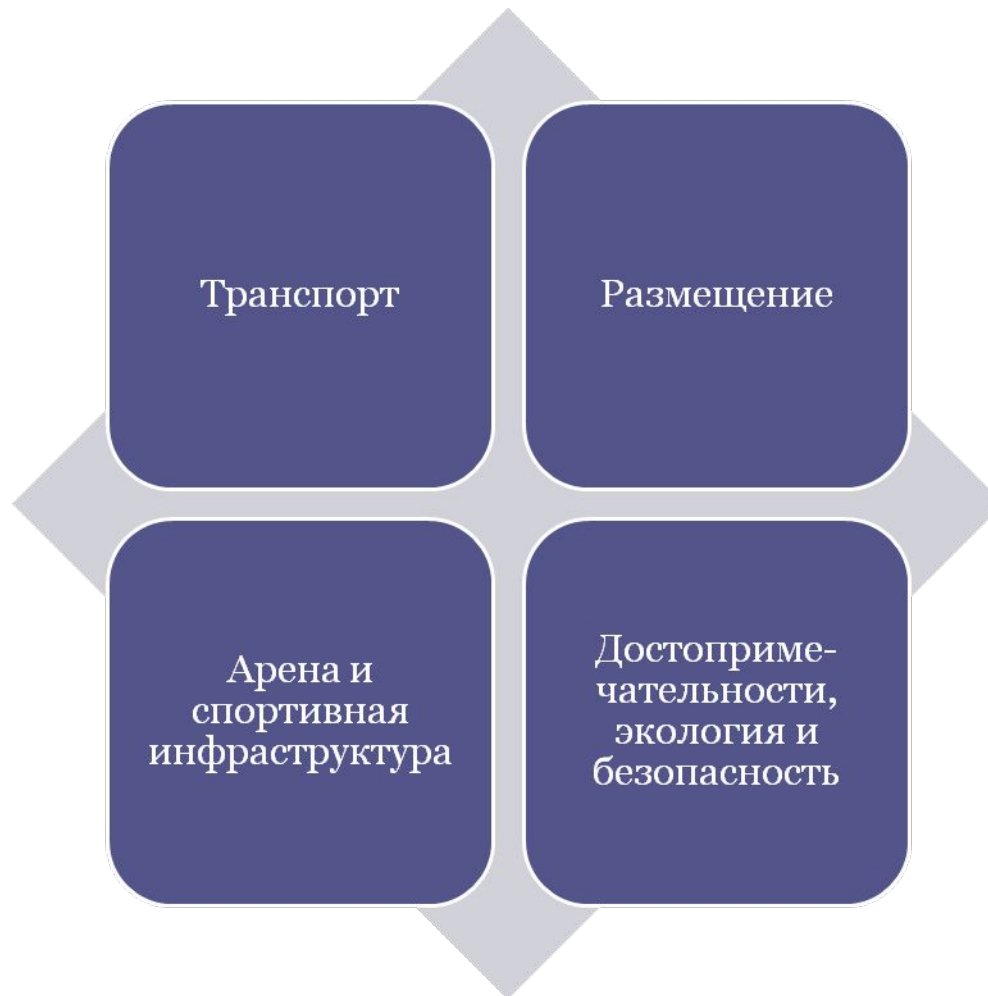 Транспорт
Размещение
Арена и
спортивная
инфраструктура
Достоприме-
чательности,
экология и
безопасность